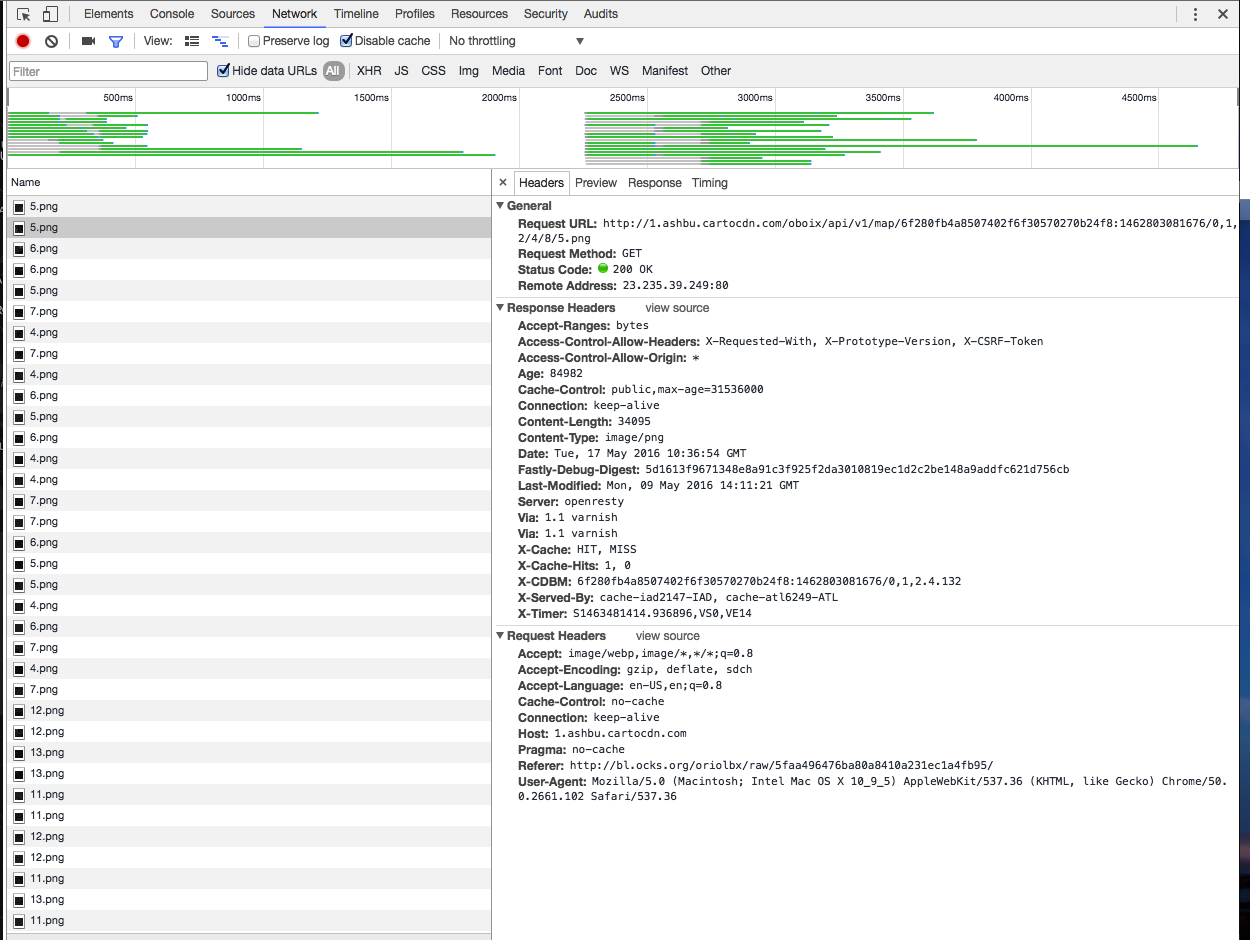 Elements Console Sources Network Timeline Profiles Resources Security Audits
View: Preserve log Disable cache No throttling
Filter Hide data URLs All XHR JS CSS Img Media Font Doc WS Manifest Other
500ms 1000ms 1500ms 2000ms 2500ms 3000ms 3500ms 4000ms 4500ms
Name
5.png
5.png
6.png
6.png
5.png
7.png
4.png
7.png
4.png
6.png
5.png
6.png
4.png
4.png
7.png
7.png
6.png
5.png
5.png
4.png
6.png
7.png
4.png
7.png
12.png
12.png
13.png
13.png
11.png
11.png
12.png
12.png
11.png
13.png
11.png
× Headers Preview Response Timing
General
Request URL: http://1.ashbu.cartocdn.com/oboix/api/v1/map/6f280fb4a8507402f6f30570270b24f8:1462803081676/0,1,
2/4/8/5.png
Request Method: GET
Status Code: 200 OK
Remote Address: 23.235.39.249:80
Response Headers view source
Accept-Ranges: bytes
Access-Control-Allow-Headers: X-Requested-With, X-Prototype-Version, X-CSRF-Token
Access-Control-Allow-Origin: *
Age: 84982
Cache-Control: public,max-age=31536000
Connection: keep-alive
Content-Length: 34095
Content-Type: image/png
Date: Tue, 17 May 2016 10:36:54 GMT
Fastly-Debug-Digest: 5d1613f9671348e8a91c3f925f2da3010819ec1d2c2be148a9addfc621d756cb
Last-Modified: Mon, 09 May 2016 14:11:21 GMT
Server: openresty
Via: 1.1 varnish
Via: 1.1 varnish
X-Cache: HIT, MISS
X-Cache-Hits: 1, 0
X-CDBM: 6f280fb4a8507402f6f30570270b24f8:1462803081676/0,1,2.4.132
X-Served-By: cache-iad2147-IAD, cache-atl6249-ATL
X-Timer: S1463481414.936896,VS0,VE14
Request Headers view source
Accept: image/webp,image/*,*/*;q=0.8
Accept-Encoding: gzip, deflate, sdch
Accept-Language: en-US,en;q=0.8
Cache-Control: no-cache
Connection: keep-alive
Host: 1.ashbu.cartocdn.com
Pragma: no-cache
Referer: http://bl.ocks.org/oriolbx/raw/5faa496476ba80a8410a231ec1a4fb95/
User-Agent: Mozilla/5.0 (Macintosh; Intel Mac OS X 10_9_5) AppleWebKit/537.36 (KHTML, like Gecko) Chrome/50.
0.2661.102 Safari/537.36